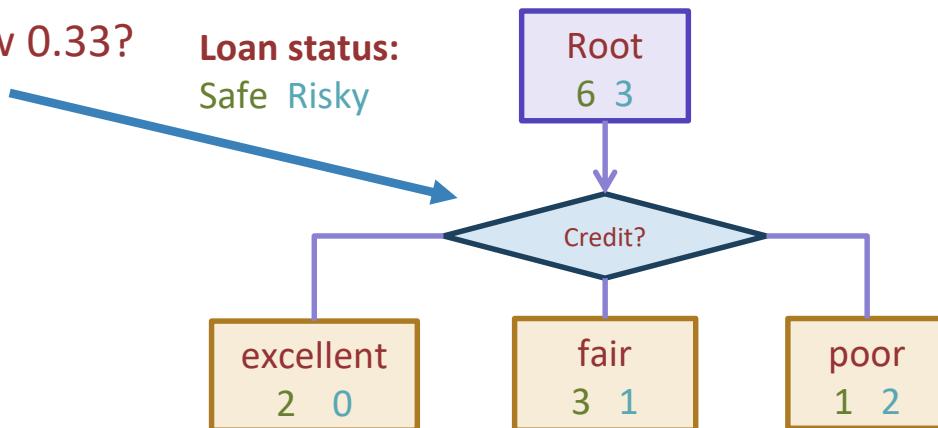 0.33?
Loan status:
Safe Risky
Root
6 3
Credit?
excellent
2 0
fair
3 1
poor
1 2